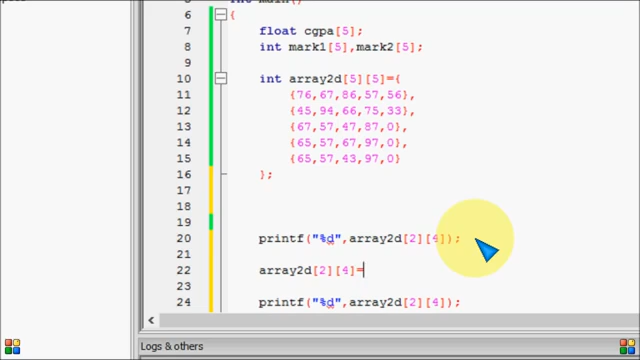 6 {
7 float cgpa[5];
8 int mark1[5],mark2[5];
9
10 int array2d[5][5]={
11 {76,67,86,57,56},
12 {45,94,66,75,33},
13 {67,57,47,87,0},
14 {65,57,67,97,0},
15 {65,57,43,97,0}
16 };
17
18
19
20 printf("%d",array2d[2][4]);
21
22 array2d[2][4]=
23
24 printf("%d",array2d[2][4]);
Logs & others